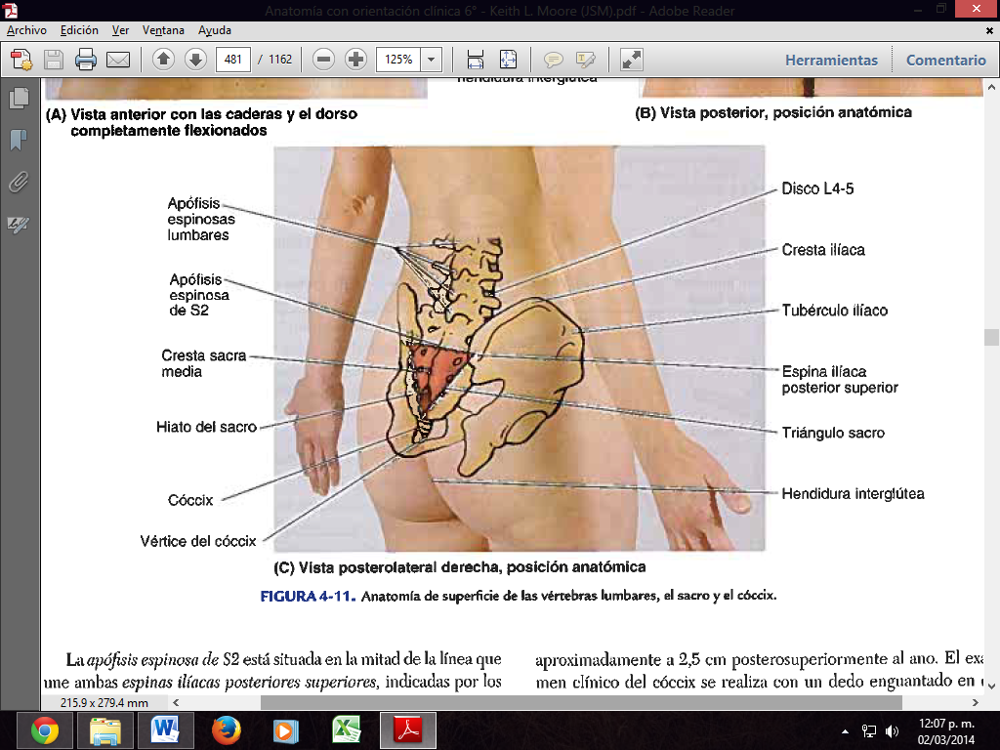 Anatomía con orientación clínica 6° - Keith L. Moore (JSM).pdf - Adobe Reader
Archivo Edición Ver Ventana Ayuda
481 / 1162 125% Herramientas Comentario
Hendidura interglútea
(A) Vista anterior con las caderas y el dorso
completamente flexionados
(B) Vista posterior, posición anatómica
Apófisis
espinosas
lumbares
Apófisis
espinosa
de S2
Cresta sacra
media
Hiato del sacro
Cóccix
Vértice del cóccix
Disco L4-5
Cresta ilíaca
Tubérculo ilíaco
Espina ilíaca
posterior superior
Triángulo sacro
Hendidura interglútea
(C) Vista posterolateral derecha, posición anatómica
FIGURA 4-11. Anatomía de superficie de las vértebras lumbares, el sacro y el cóccix.
La apófisis espinosa de S2 está situada en la mitad de la línea que
une ambas espinas ilíacas posteriores superiores, indicadas por los
aproximadamente a 2,5 cm posterosuperiormente al ano. El exa
men clínico del cóccix se realiza con un dedo enguantado en
215.9 x 279.4 mm
12:07 p. m.
02/03/2014